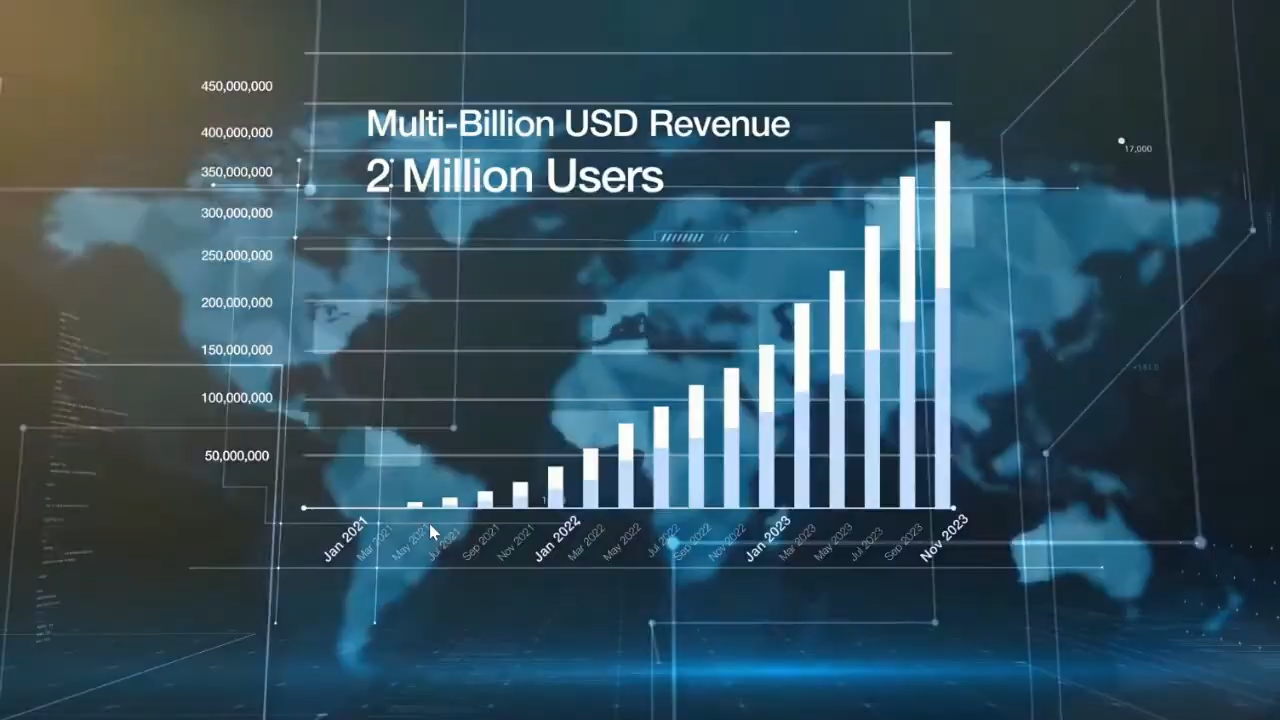 Multi-Billion USD Revenue
2 Million Users
450,000,000
400,000,000
350,000,000
300,000,000
250,000,000
200,000,000
150,000,000
100,000,000
50,000,000
17,000
Jan 2021
Mar 2021
May 2021
Jul 2021
Sep 2021
Nov 2021
Jan 2022
Mar 2022
May 2022
Jul 2022
Sep 2022
Nov 2022
Jan 2023
Mar 2023
May 2023
Jul 2023
Sep 2023
Nov 2023